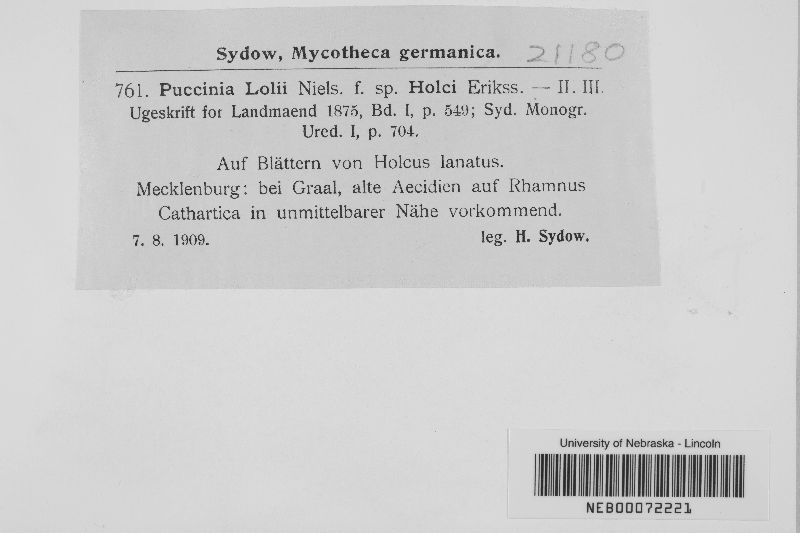 Sydow, Mycotheca germanica. 21180
761. Puccinia Lolii Niels. f. sp. Holci Erikss. — II. III.
Ugeskrift for Landmaend 1875, Bd. I, p. 549; Syd. Monogr.
Ured. I, p. 704.
Auf Blättern von Holcus lanatus.
Mecklenburg: bei Graal, alte Aecidien auf Rhamnus
Cathartica in unmittelbarer Nähe vorkommend.
7. 8. 1909. leg. H. Sydow.
University of Nebraska - Lincoln
NEB00072221